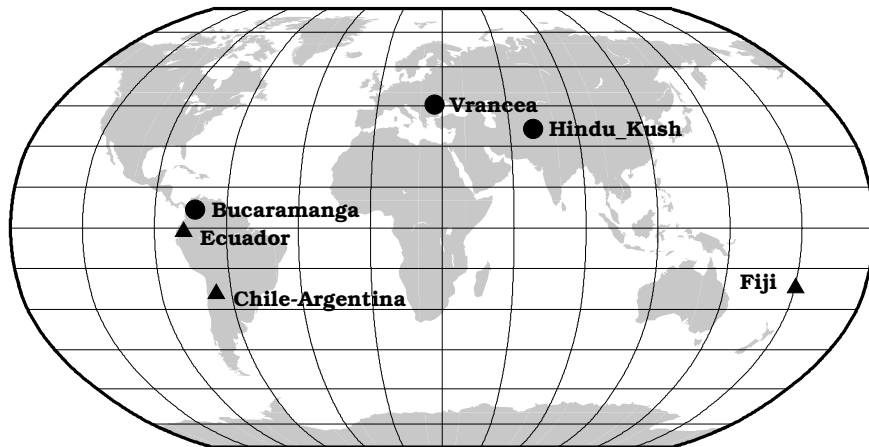 Vrancea
Hindu_Kush
Bucaramanga
Ecuador
Fiji
Chile-Argentina